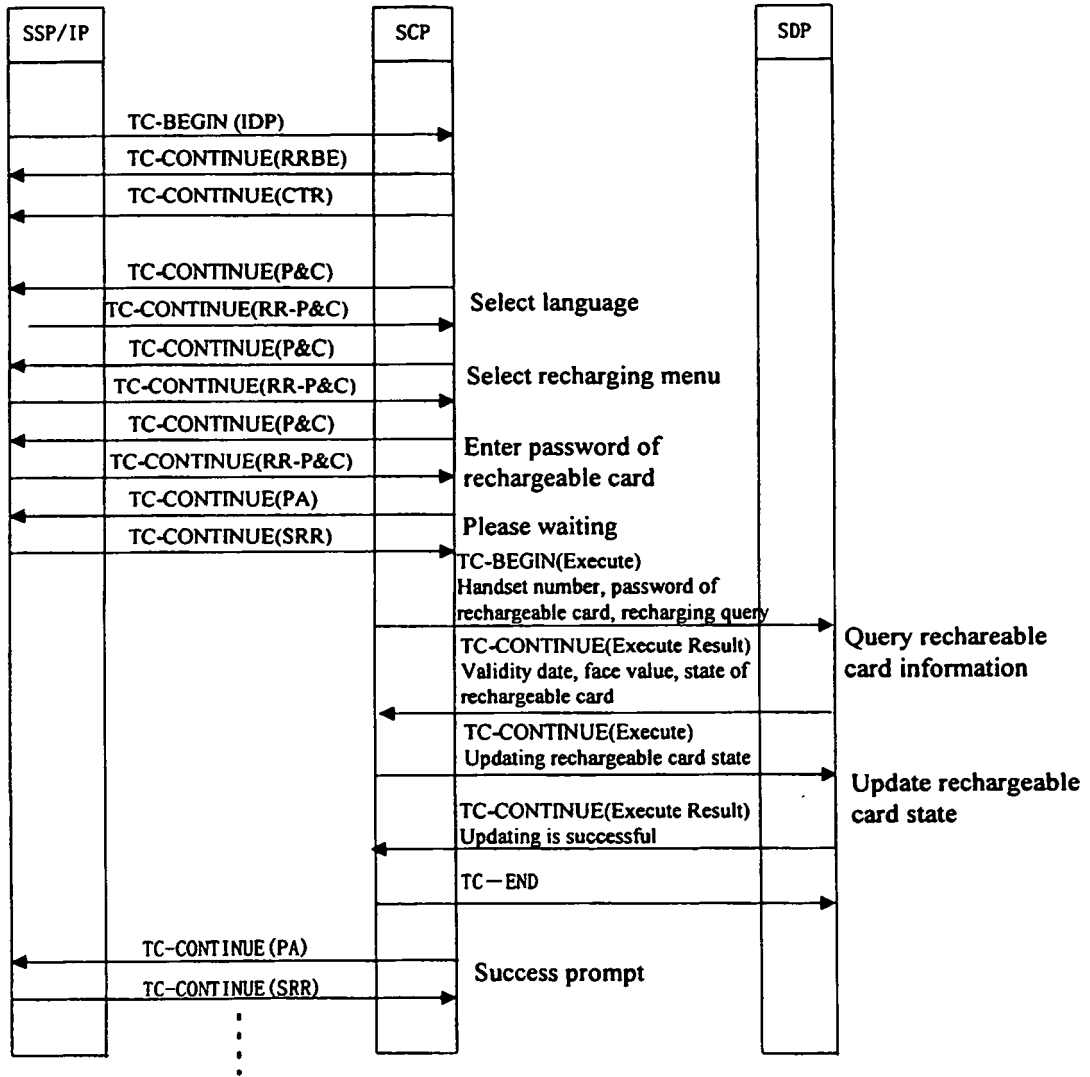 SSP/IP
SCP
SDP
TC-BEGIN (IDP)
TC-CONTINUE(RRBE)
TC-CONTINUE(CTR)
TC-CONTINUE(P&C)
Select language
TC-CONTINUE(RR-P&C)
TC-CONTINUE(P&C)
Select recharging menu
TC-CONTINUE(RR-P&C)
TC-CONTINUE(P&C)
Enter password of
rechargeable card
TC-CONTINUE(RR-P&C)
TC-CONTINUE(PA)
Please waiting
TC-CONTINUE(SRR)
TC-BEGIN(Execute)
Handset number, password of
rechargeable card, recharging query
Query rechareable
card information
TC-CONTINUE(Execute Result)
Validity date, face value, state of
rechargeable card
TC-CONTINUE(Execute)
Updating rechargeable card state
Update rechargeable
card state
TC-CONTINUE(Execute Result)
Updating is successful
TC—END
TC-CONTINUE(PA)
Success prompt
TC-CONTINUE(SRR)